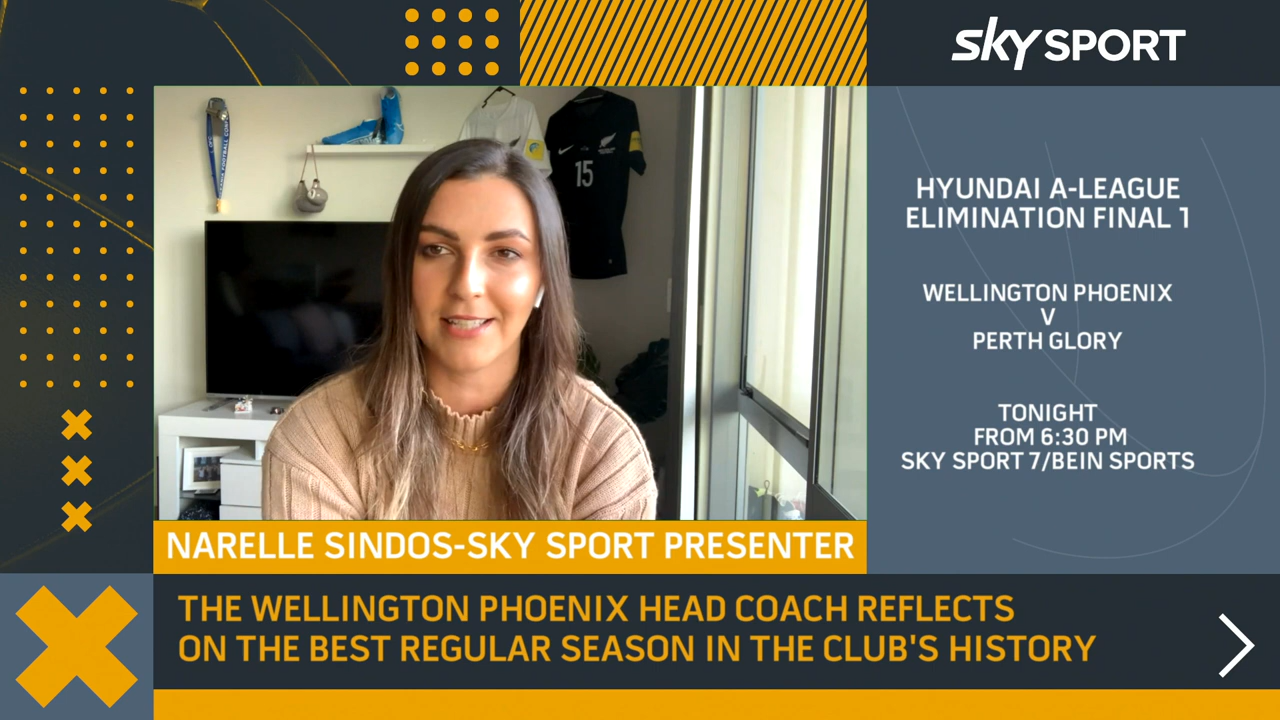 sky SPORT
HYUNDAI A-LEAGUE
ELIMINATION FINAL 1
WELLINGTON PHOENIX
V
PERTH GLORY
TONIGHT
FROM 6:30 PM
SKY SPORT 7/BEIN SPORTS
15
NARELLE SINDOS-SKY SPORT PRESENTER
THE WELLINGTON PHOENIX HEAD COACH REFLECTS
ON THE BEST REGULAR SEASON IN THE CLUB'S HISTORY